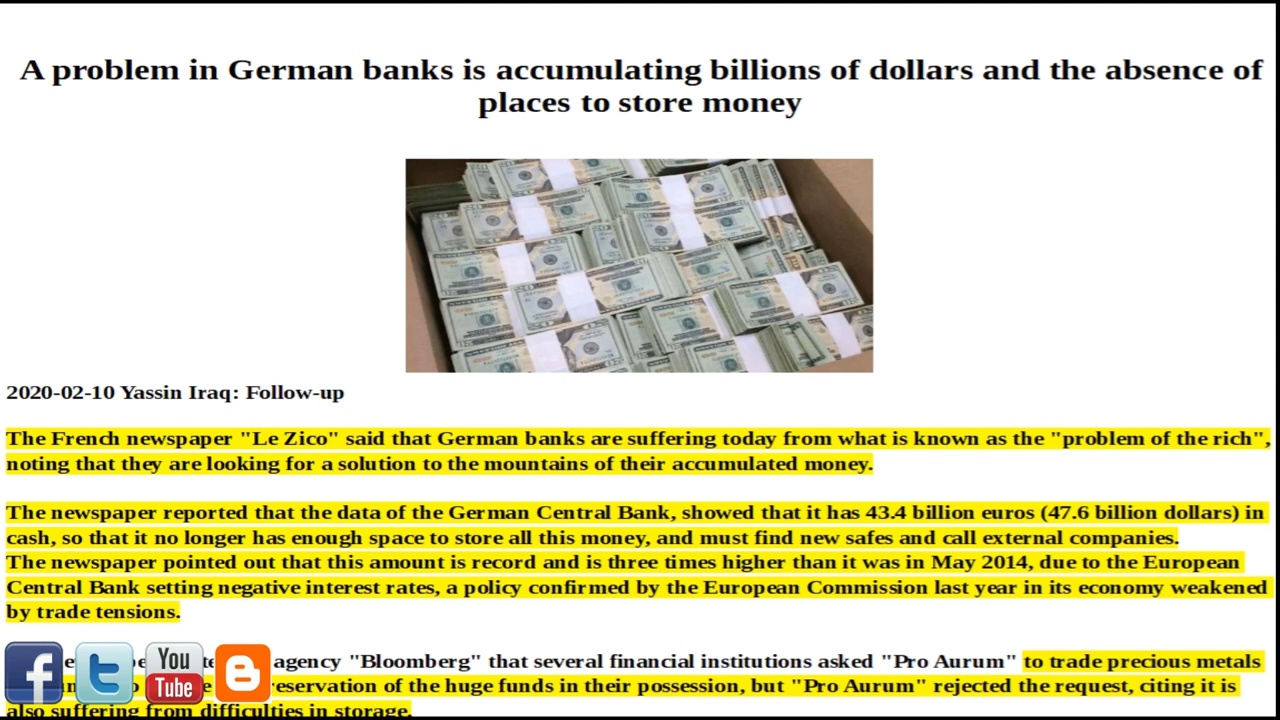 A problem in German banks is accumulating billions of dollars and the absence of
places to store money
2020-02-10 Yassin Iraq: Follow-up
The French newspaper "Le Zico" said that German banks are suffering today from what is known as the "problem of the rich",
noting that they are looking for a solution to the mountains of their accumulated money.
The newspaper reported that the data of the German Central Bank, showed that it has 43.4 billion euros (47.6 billion dollars) in
cash, so that it no longer has enough space to store all this money, and must find new safes and call external companies.
The newspaper pointed out that this amount is record and is three times higher than it was in May 2014, due to the European
Central Bank setting negative interest rates, a policy confirmed by the European Commission last year in its economy weakened
by trade tensions.
agency "Bloomberg" that several financial institutions asked "Pro Aurum" to trade precious metals
reservation of the huge funds in their possession, but "Pro Aurum" rejected the request, citing it is
also suffering from difficulties in storage.
You
Tube